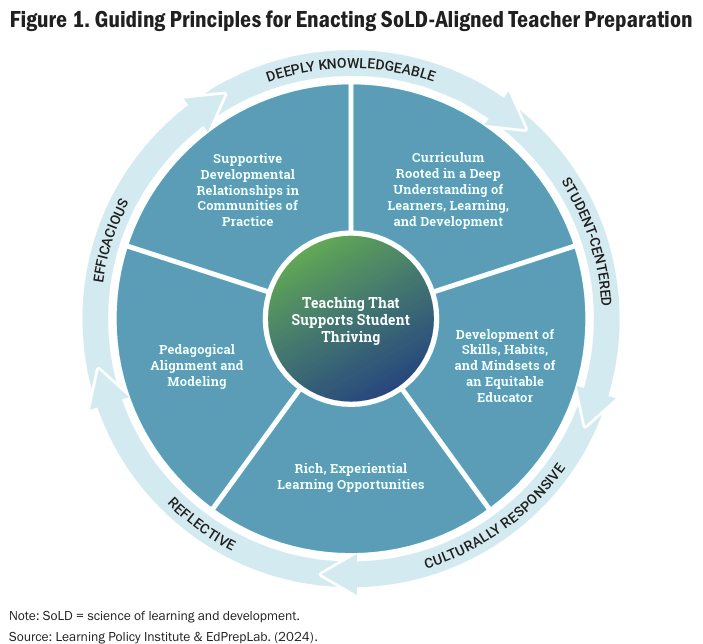 Figure 1. Guiding Principles for Enacting SoLD-Aligned Teacher Preparation
DEEPLY KNOWLEDGEABLE
STUDENT-CENTERED
CULTURALLY RESPONSIVE
REFLECTIVE
EFFICACIOUS
Supportive
Developmental
Relationships in
Communities of
Practice
Curriculum
Rooted in a Deep
Understanding of
Learners, Learning,
and Development
Development of
Skills, Habits,
and Mindsets of
an Equitable
Educator
Rich, Experiential
Learning Opportunities
Pedagogical
Alignment and
Modeling
Teaching That
Supports Student
Thriving
Note: SoLD = science of learning and development.
Source: Learning Policy Institute & EdPrepLab. (2024).